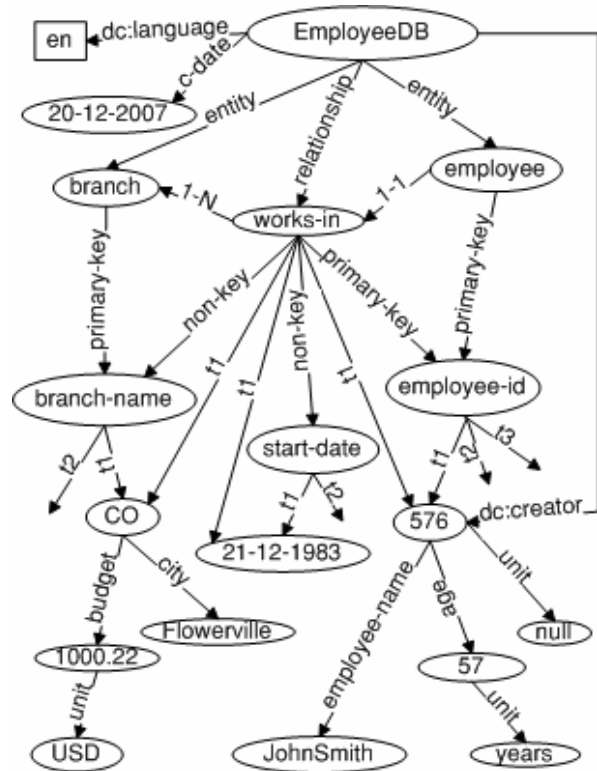 en
dc:language
EmployeeDB
c-date
20-12-2007
entity
relationship
entity
branch
employee
1-N
works-in
1-1
primary-key
non-key
t1
t1
non-key
primary-key
t1
primary-key
branch-name
employee-id
start-date
t2
t1
t1
t2
t1
t2
t3
CO
21-12-1983
576
dc:creator
budget
city
employee-name
age
unit
Flowerville
null
1000.22
57
unit
unit
USD
JohnSmith
years